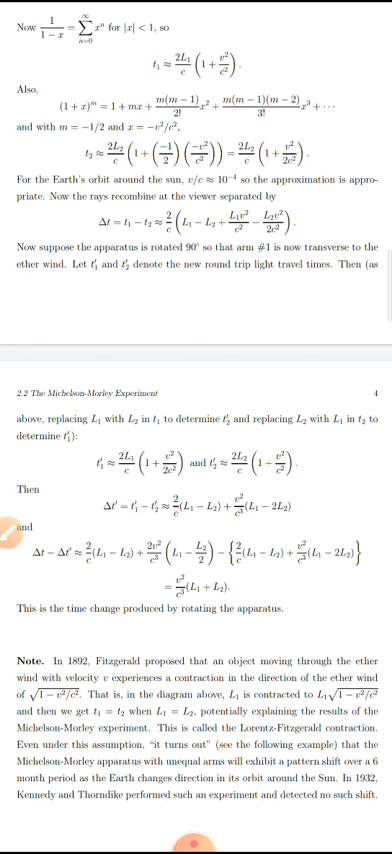 Now 1/(1 − x) = ∑_{n=0}^{∞} xⁿ for |x| < 1, so
t₁ ≈ 2L₁/c (1 + v²/c²).
Also,
(1 + x)ᵐ = 1 + mx + m(m − 1)/2! x² + m(m − 1)(m − 2)/3! x³ + ···
and with m = −1/2 and x = −v²/c²,
t₂ ≈ 2L₂/c (1 + (−1/2)(−v²/c²)) = 2L₂/c (1 + v²/2c²).
For the Earth's orbit around the sun, v/c ≈ 10⁻⁴ so the approximation is appro-
priate. Now the rays recombine at the viewer separated by
Δt = t₁ − t₂ ≈ 2/c (L₁ − L₂ + L₁v²/c² − L₂v²/2c²).
Now suppose the apparatus is rotated 90° so that arm #1 is now transverse to the
ether wind. Let t′₁ and t′₂ denote the new round trip light travel times. Then (as
2.2 The Michelson-Morley Experiment 4
above, replacing L₁ with L₂ in t₁ to determine t′₂ and replacing L₂ with L₁ in t₂ to
determine t′₁):
t′₁ ≈ 2L₁/c (1 + v²/2c²) and t′₂ ≈ 2L₂/c (1 + v²/c²).
Then
Δt′ = t′₁ − t′₂ ≈ 2/c (L₁ − L₂) + v²/c³ (L₁ − 2L₂)
and
Δt − Δt′ ≈ 2/c (L₁ − L₂) + 2v²/c³ (L₁ − L₂/2) − {2/c (L₁ − L₂) + v²/c³ (L₁ − 2L₂)}
= v²/c³ (L₁ + L₂).
This is the time change produced by rotating the apparatus.
Note. In 1892, Fitzgerald proposed that an object moving through the ether
wind with velocity v experiences a contraction in the direction of the ether wind
of √(1 − v²/c²). That is, in the diagram above, L₁ is contracted to L₁√(1 − v²/c²)
and then we get t₁ = t₂ when L₁ = L₂, potentially explaining the results of the
Michelson-Morley experiment. This is called the Lorentz-Fitzgerald contraction.
Even under this assumption, "it turns out" (see the following example) that the
Michelson-Morley apparatus with unequal arms will exhibit a pattern shift over a 6
month period as the Earth changes direction in its orbit around the Sun. In 1932,
Kennedy and Thorndike performed such an experiment and detected no such shift.